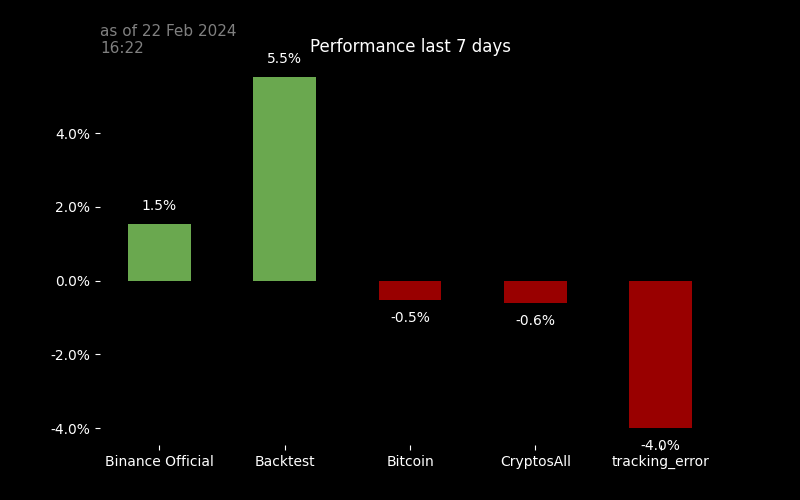 as of 22 Feb 2024
16:22
Performance last 7 days
5.5%
4.0%
1.5%
2.0%
0.0%
-0.5%
-0.6%
-2.0%
-4.0%
-4.0%
Binance Official
Backtest
Bitcoin
CryptosAll
tracking_error